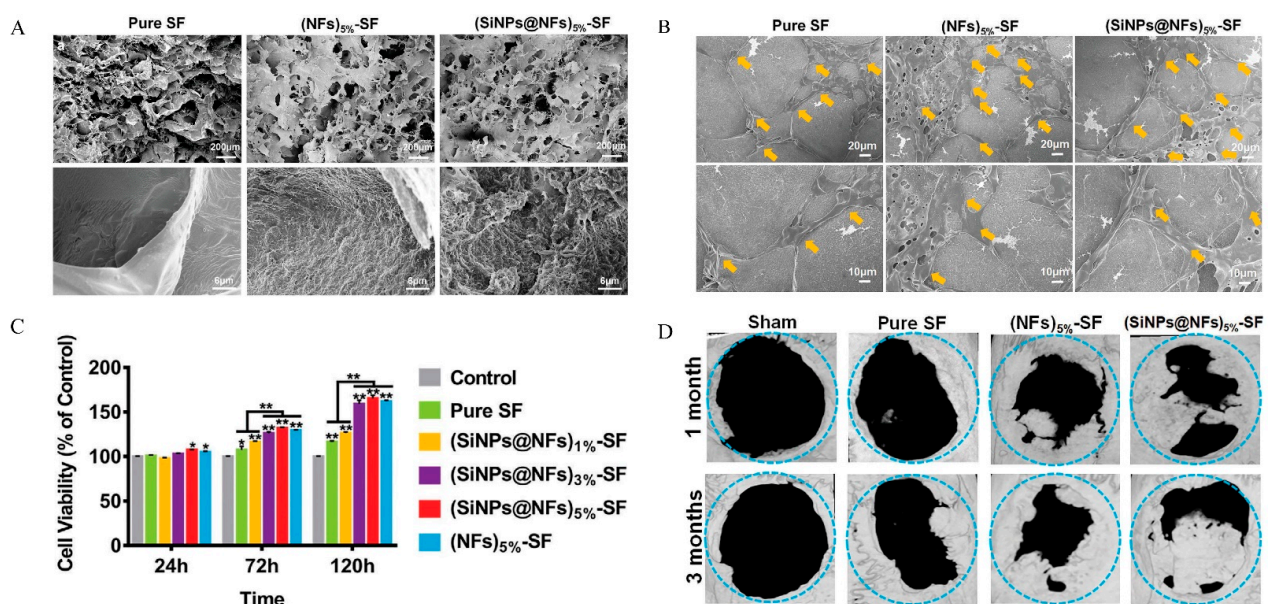 A
Pure SF
(NFs)5%-SF
(SiNPs@NFs)5%-SF
a
200μm
200μm
200μm
6μm
6μm
6μm
B
Pure SF
(NFs)5%-SF
(SiNPs@NFs)5%-SF
20μm
20μm
20μm
10μm
10μm
10μm
C
Cell Viability (% of Control)
200
150
100
50
0
* *
* ** ** ** ** **
** ** ** ** ** **
24h 72h 120h
Time
Control
Pure SF
(SiNPs@NFs)1%-SF
(SiNPs@NFs)3%-SF
(SiNPs@NFs)5%-SF
(NFs)5%-SF
D
Sham
Pure SF
(NFs)5%-SF
(SiNPs@NFs)5%-SF
1 month
3 months